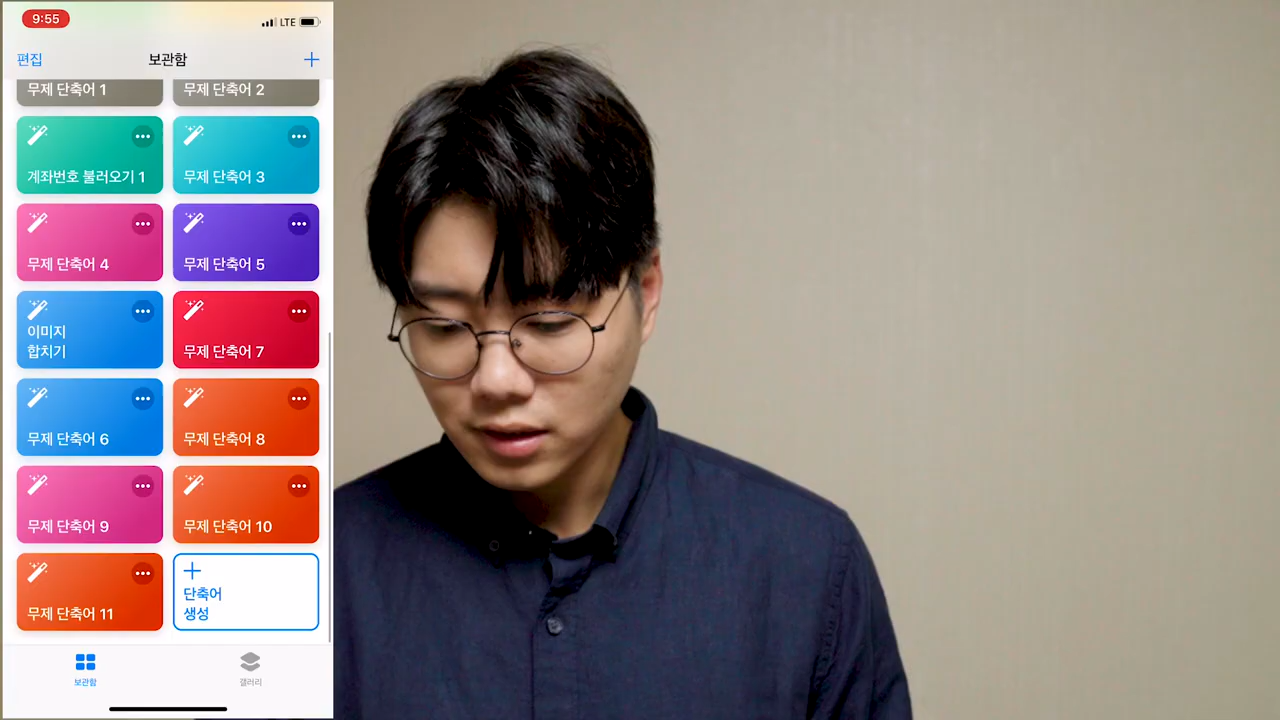 9:55
LTE
편집
보관함
무제 단축어 1
무제 단축어 2
계좌번호 불러오기 1
무제 단축어 3
무제 단축어 4
무제 단축어 5
이미지
합치기
무제 단축어 7
무제 단축어 6
무제 단축어 8
무제 단축어 9
무제 단축어 10
무제 단축어 11
단축어
생성
보관함
갤러리